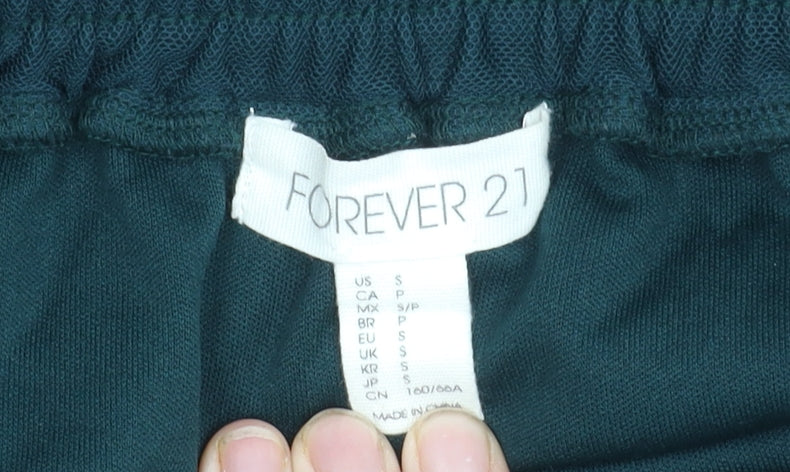 FOREVER 21
US S
CA P
MX S/P
BR P
EU S
UK S
KR S
JP S
CN 160/66A
MADE IN CHINA